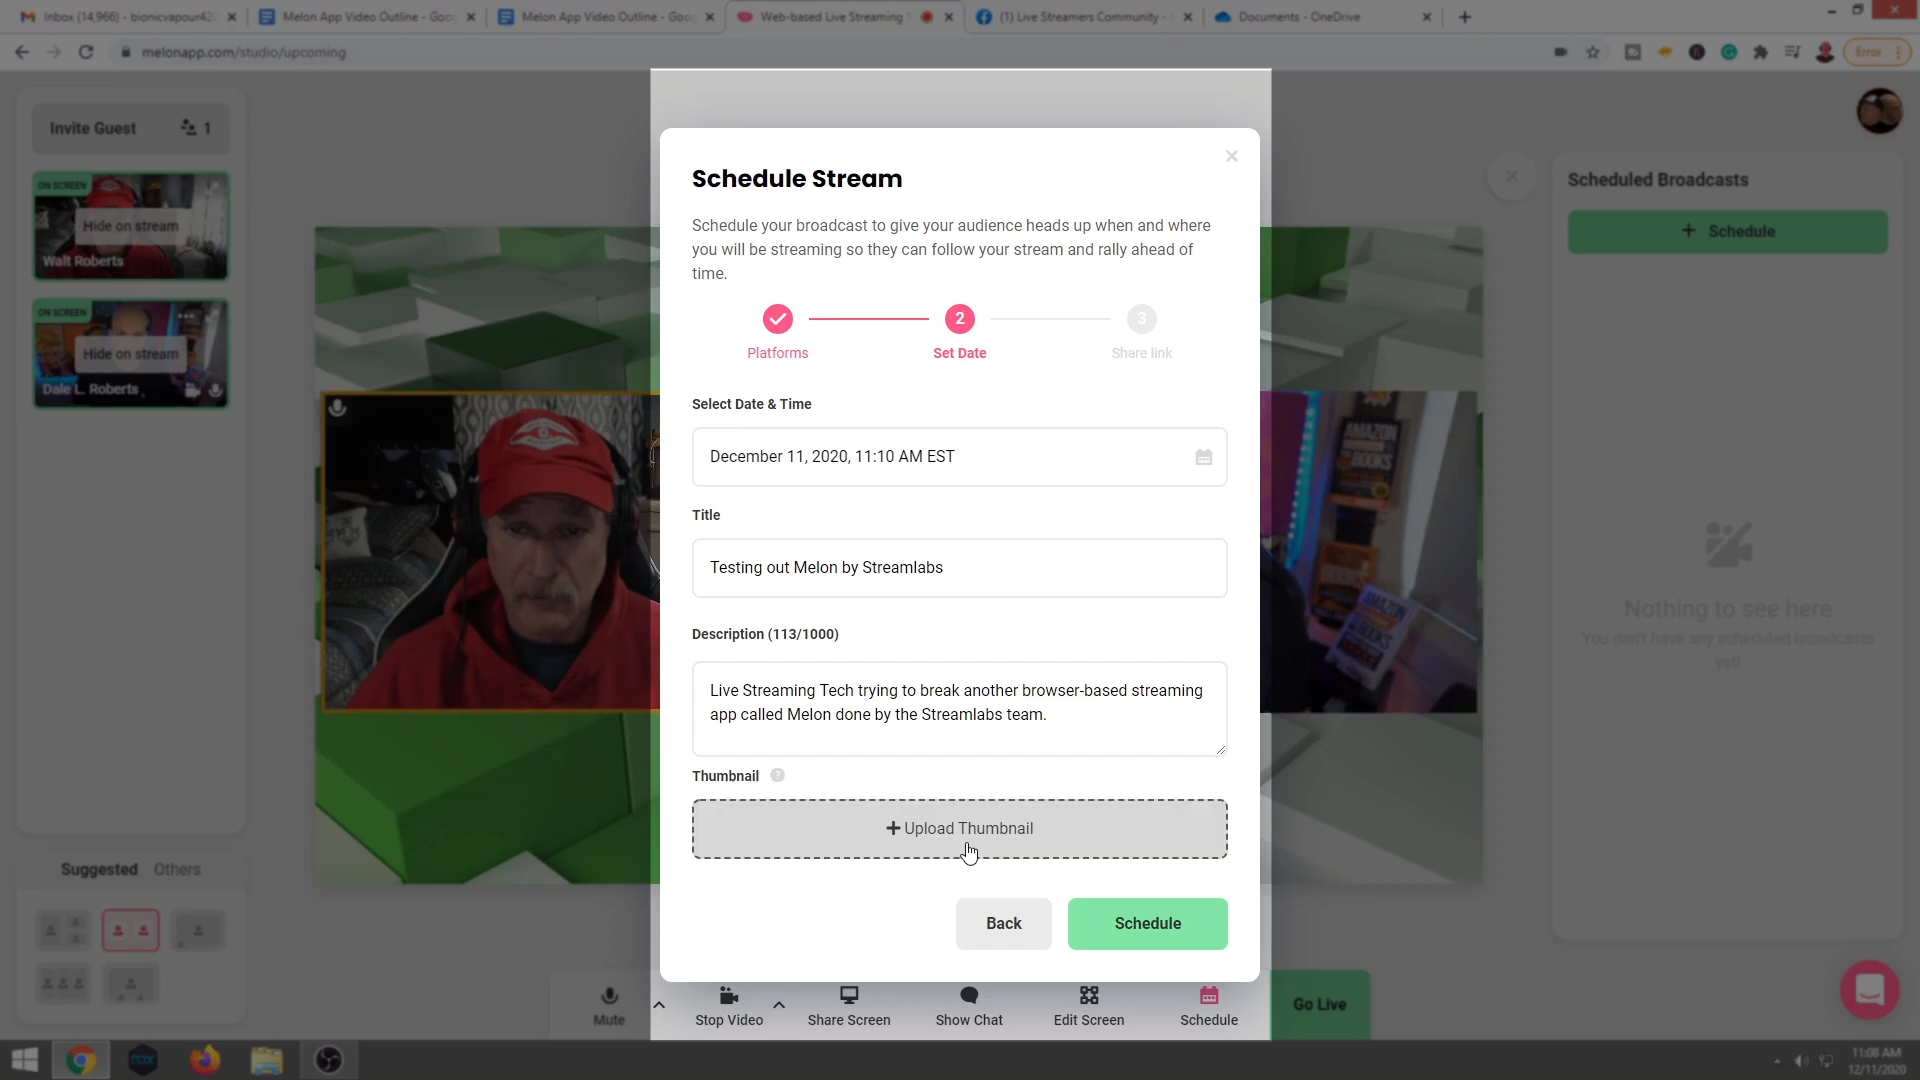 Inbox (14,966) - bionicvapour42
Melon App Video Outline - Goog
Melon App Video Outline - Goog
Web-based Live Streaming S
(1) Live Streamers Community -
Documents - OneDrive
melonapp.com/studio/upcoming
Error
Invite Guest 1
ON SCREEN
Hide on stream
Walt Roberts
ON SCREEN
Hide on stream
Dale L. Roberts
Suggested Others
Schedule Stream
Schedule your broadcast to give your audience heads up when and where
you will be streaming so they can follow your stream and rally ahead of
time.
2 3
Platforms Set Date Share link
Select Date & Time
December 11, 2020, 11:10 AM EST
Title
Testing out Melon by Streamlabs
Description (113/1000)
Live Streaming Tech trying to break another browser-based streaming
app called Melon done by the Streamlabs team.
Thumbnail ?
+ Upload Thumbnail
Back Schedule
Scheduled Broadcasts
+ Schedule
AMAZON
BOOKS
AMAZON
BOOKS
Nothing to see here
You don't have any scheduled broadcasts
yet!
Mute Stop Video Share Screen Show Chat Edit Screen Schedule Go Live
nox
11:08 AM
12/11/2020